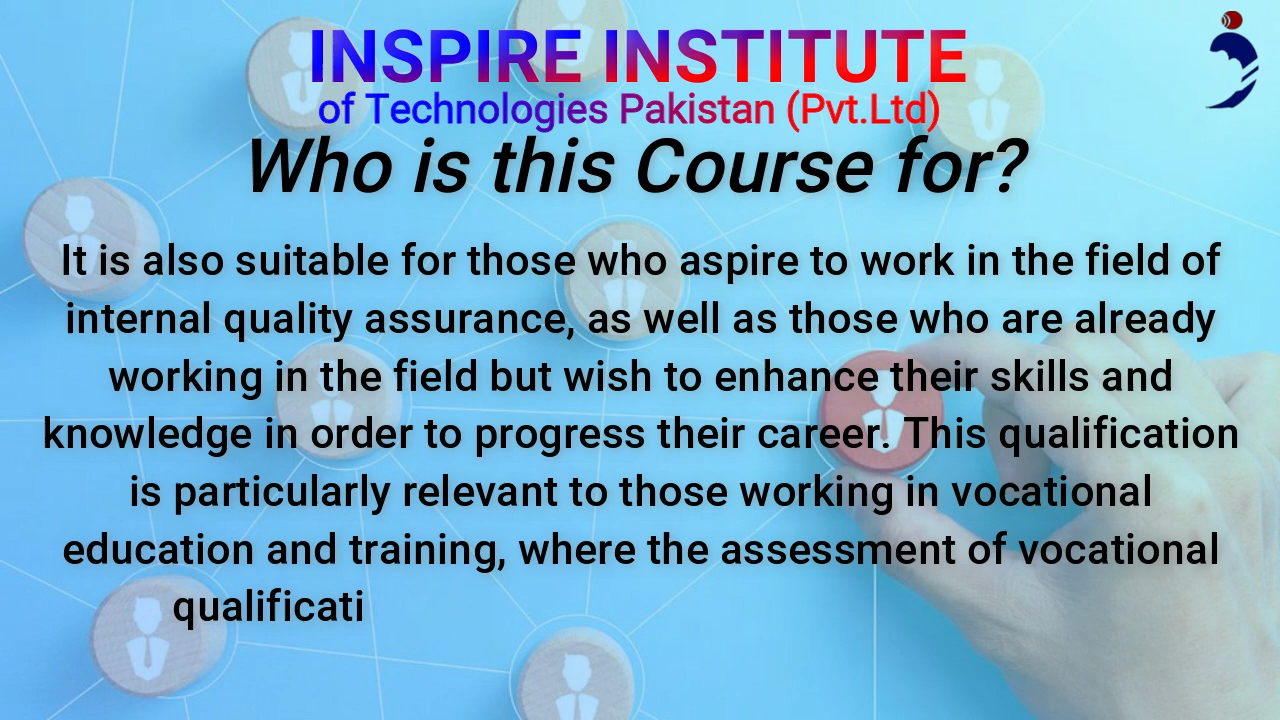 INSPIRE INSTITUTE
of Technologies Pakistan (Pvt.Ltd)
Who is this Course for?
It is also suitable for those who aspire to work in the field of
internal quality assurance, as well as those who are already
working in the field but wish to enhance their skills and
knowledge in order to progress their career. This qualification
is particularly relevant to those working in vocational
education and training, where the assessment of vocational
qualificati